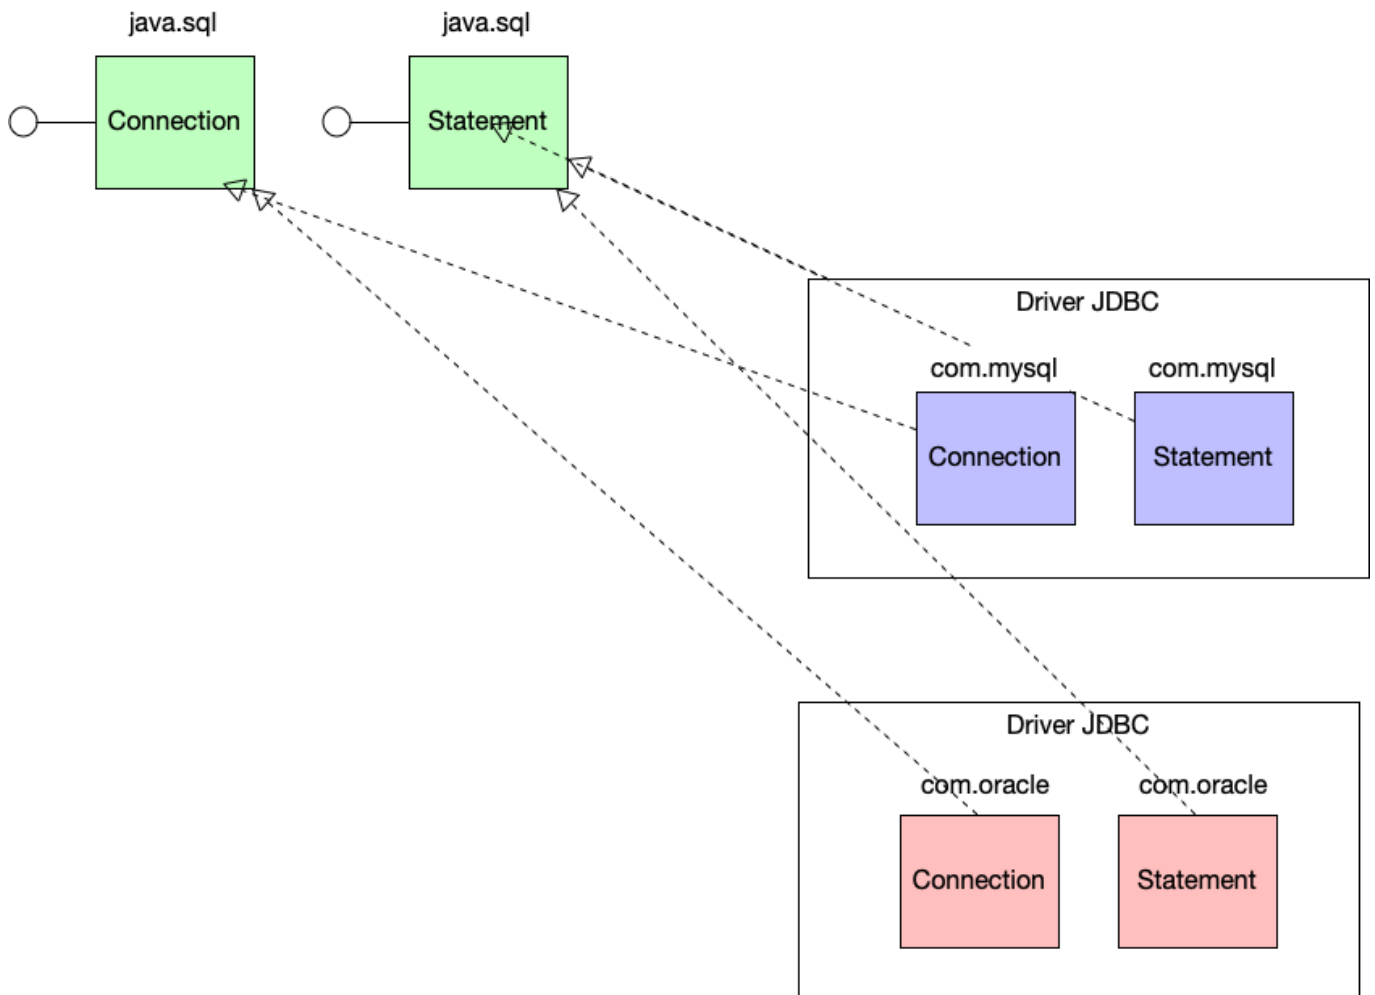 java.sql
java.sql
Connection
Statement
Driver JDBC
com.mysql
com.mysql
Connection
Statement
Driver JDBC
com.oracle
com.oracle
Connection
Statement